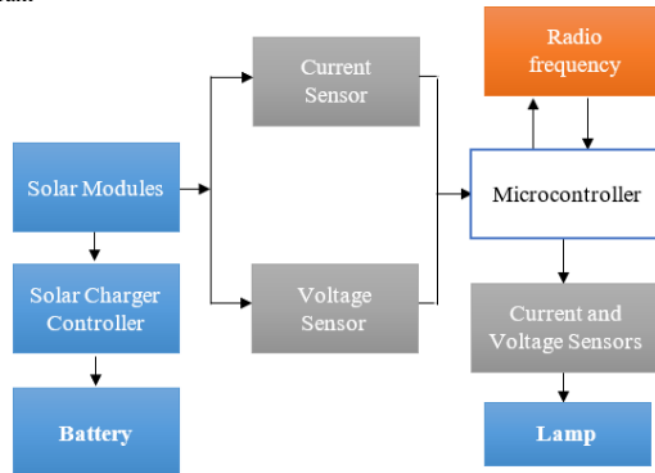 Radio
frequency
Current
Sensor
Solar Modules
Microcontroller
Solar Charger
Controller
Voltage
Sensor
Current and
Voltage Sensors
Battery
Lamp